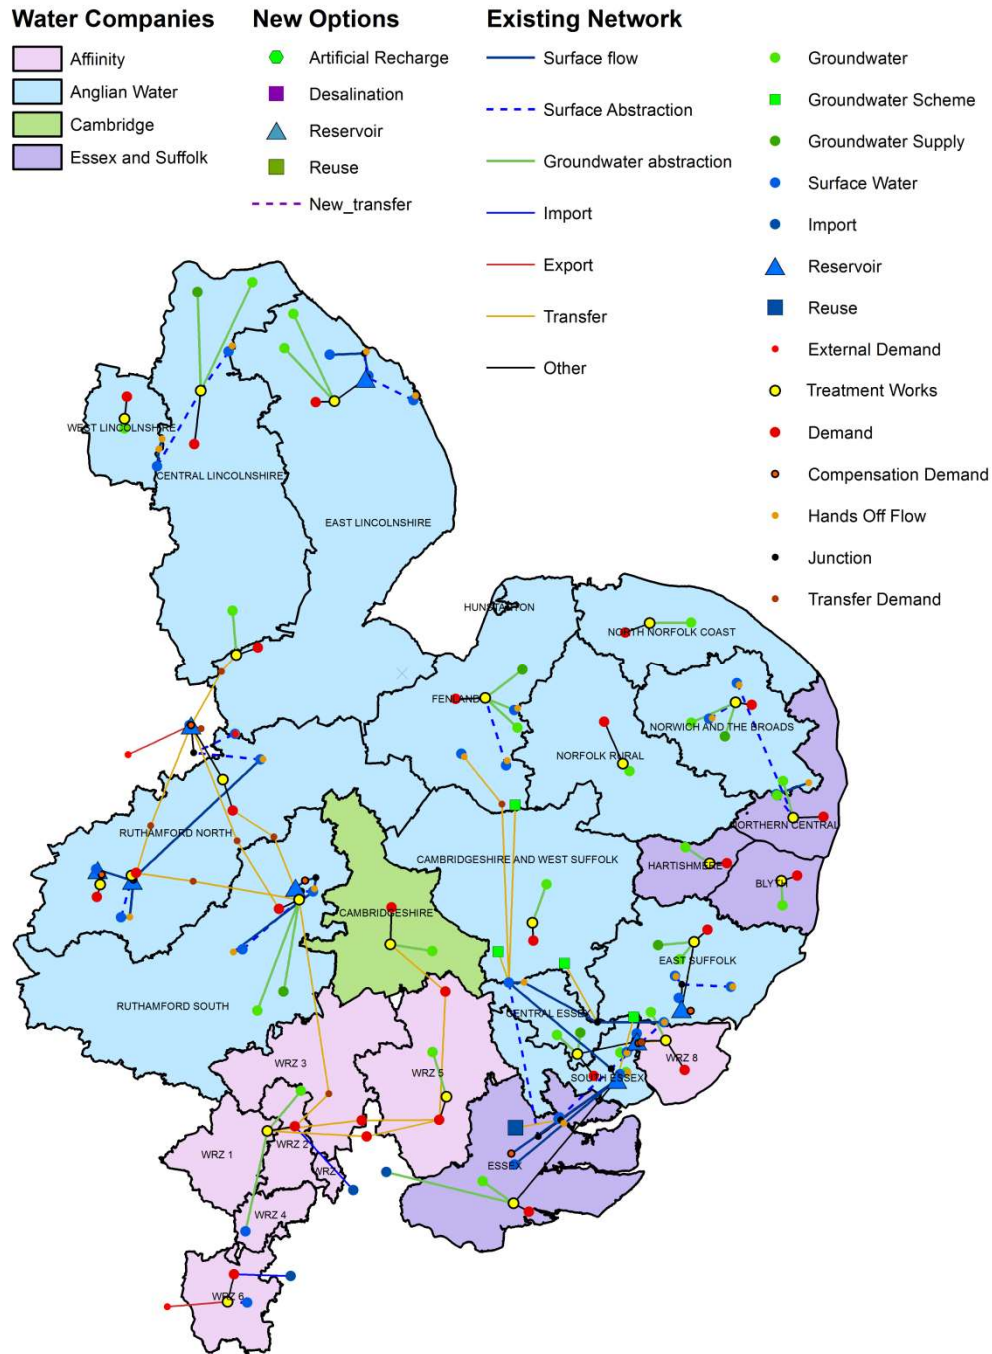 Water Companies
Affiinity
Anglian Water
Cambridge
Essex and Suffolk
New Options
Artificial Recharge
Desalination
Reservoir
Reuse
New_transfer
Existing Network
Surface flow
Surface Abstraction
Groundwater abstraction
Import
Export
Transfer
Other
Groundwater
Groundwater Scheme
Groundwater Supply
Surface Water
Import
Reservoir
Reuse
External Demand
Treatment Works
Demand
Compensation Demand
Hands Off Flow
Junction
Transfer Demand
WEST LINCOLNSHIRE
CENTRAL LINCOLNSHIRE
EAST LINCOLNSHIRE
HUNSTANTON
NORTH NORFOLK COAST
FENLAND
NORWICH AND THE BROADS
NORFOLK RURAL
RUTHAMFORD NORTH
NORTHERN CENTRAL
CAMBRIDGESHIRE AND WEST SUFFOLK
HARTISMERE
BLYTH
CAMBRIDGESHIRE
EAST SUFFOLK
RUTHAMFORD SOUTH
CENTRAL ESSEX
WRZ 3
WRZ 5
SOUTH ESSEX
WRZ 8
WRZ 1
WRZ 2
WRZ
ESSEX
WRZ 4
WRZ 6